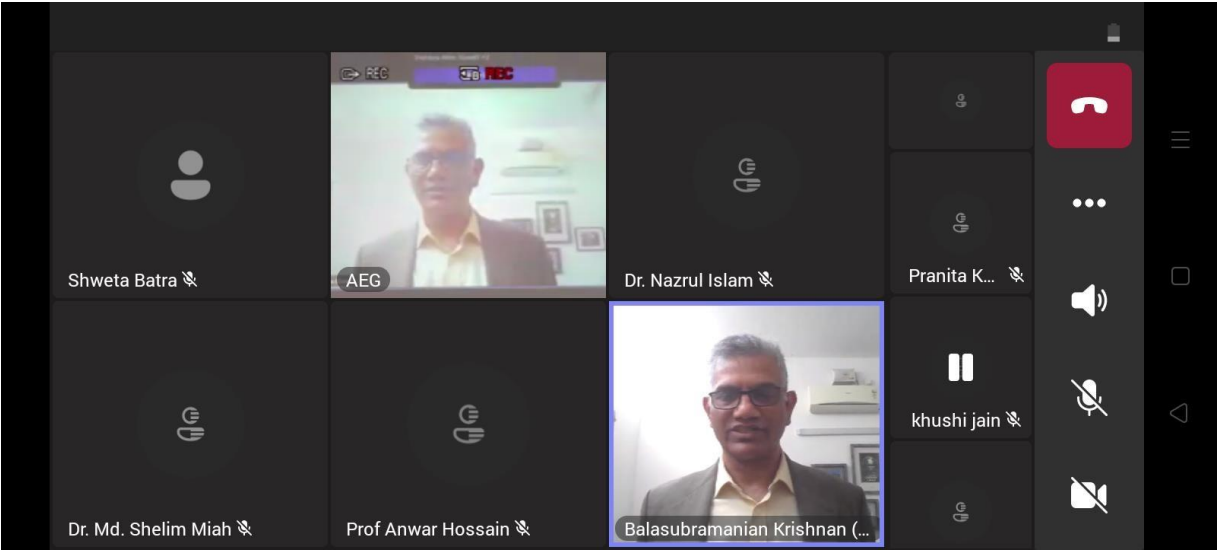 REC
REC
Shweta Batra
AEG
Dr. Nazrul Islam
Pranita K...
khushi jain
Dr. Md. Shelim Miah
Prof Anwar Hossain
Balasubramanian Krishnan (...